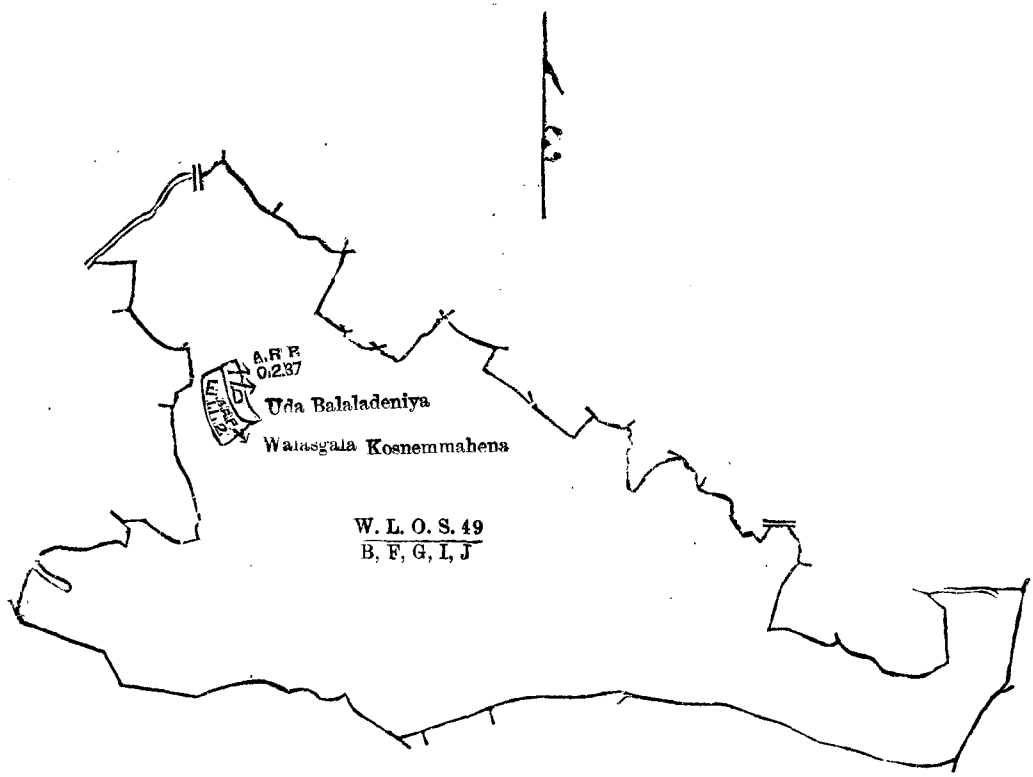 A. R P.
0.2.37
Uda Balaladeniya
Walasgala Kosnemmahena
W. L. O. S. 49
B, F, G, I, J